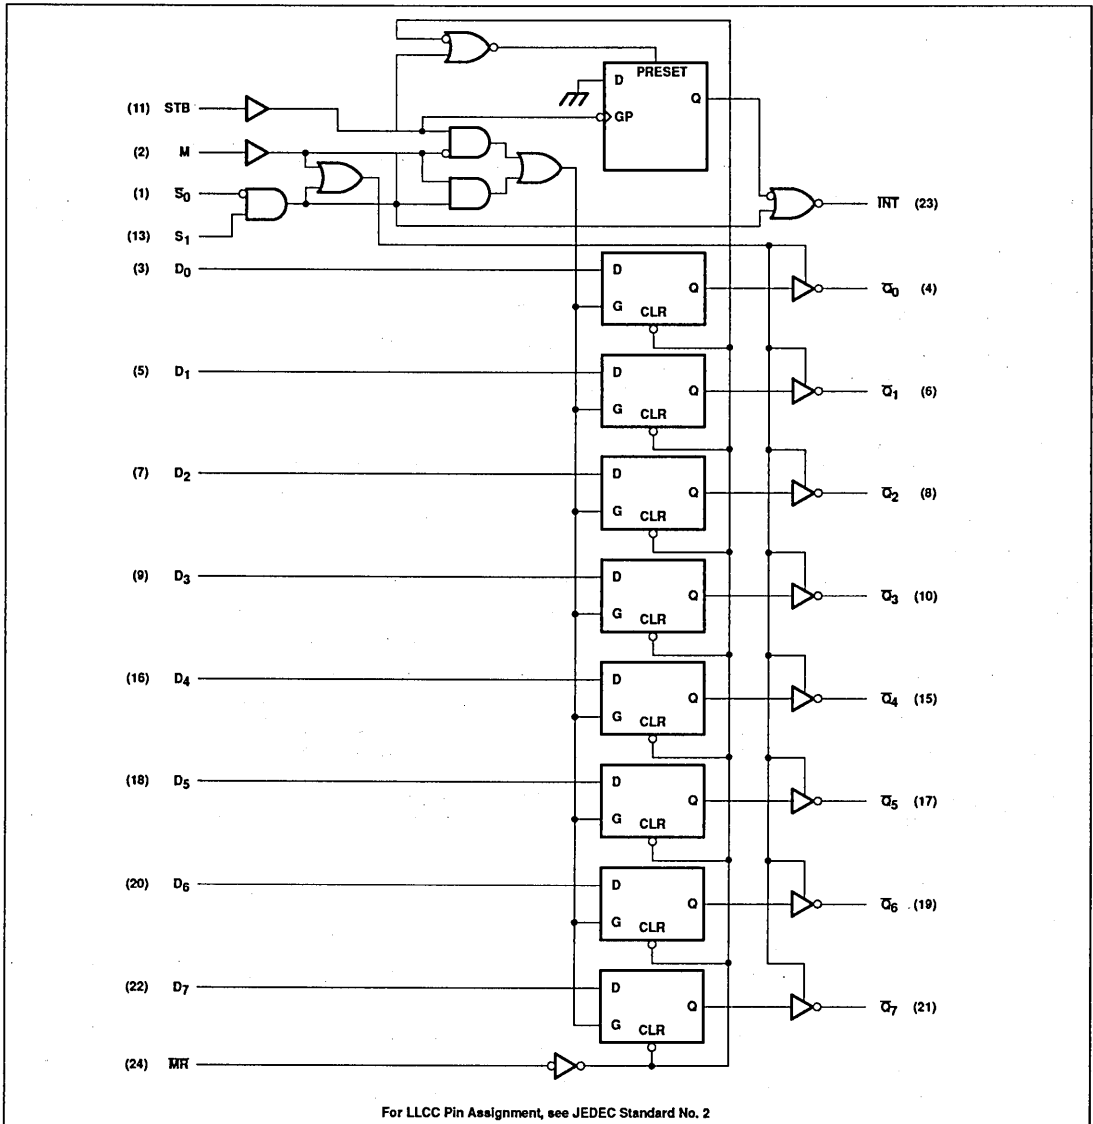 PRESET
D
Q
(11) STB
GP
(2) M
(1) S̅0
I̅N̅T̅ (23)
(13) S1
(3) D0
D
Q
Q̅0 (4)
G
CLR
(5) D1
D
Q
Q̅1 (6)
G
CLR
(7) D2
D
Q
Q̅2 (8)
G
CLR
(9) D3
D
Q
Q̅3 (10)
G
CLR
(16) D4
D
Q
Q̅4 (15)
G
CLR
(18) D5
D
Q
Q̅5 (17)
G
CLR
(20) D6
D
Q
Q̅6 (19)
G
CLR
(22) D7
D
Q
Q̅7 (21)
G
CLR
(24) M̅R̅
For LLCC Pin Assignment, see JEDEC Standard No. 2